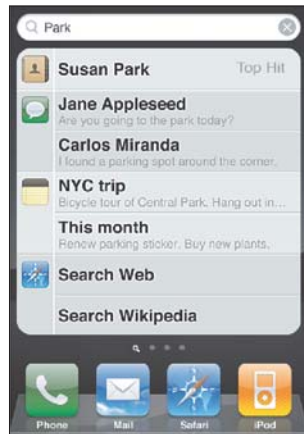 Park
Susan Park Top Hit
Jane Appleseed
Are you going to the park today?
Carlos Miranda
I found a parking spot around the corner.
NYC trip
Bicycle tour of Central Park. Hang out in…
This month
Renew parking sticker. Buy new plants.
Search Web
Search Wikipedia
Phone Mail Safari iPod